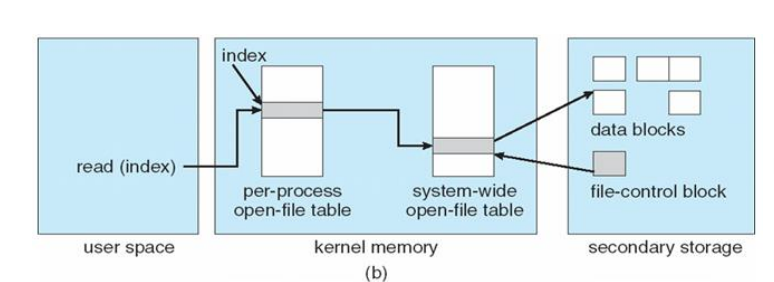 index
read (index)
per-process
open-file table
system-wide
open-file table
data blocks
file-control block
user space
kernel memory
secondary storage
(b)